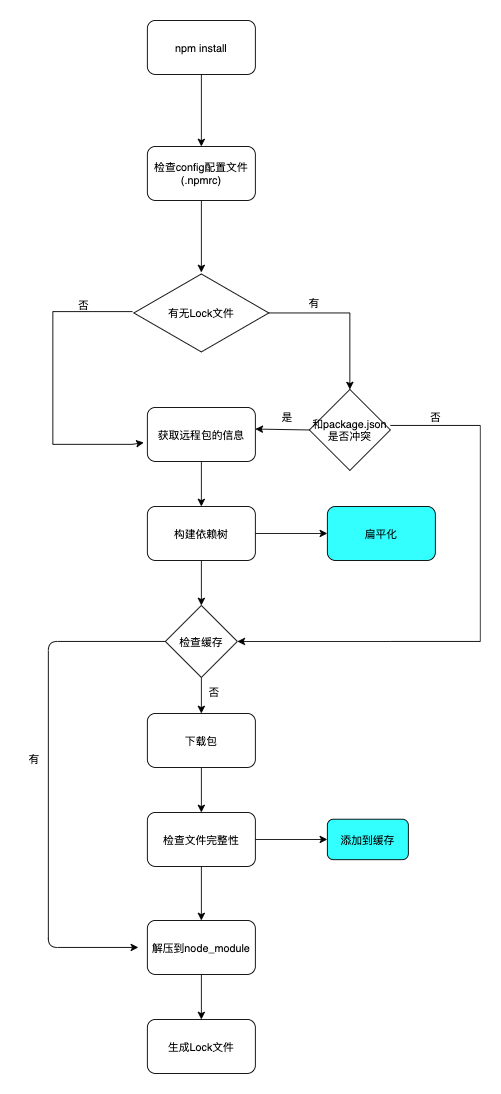 npm install
检查config配置文件
(.npmrc)
否
有
有无Lock文件
是
和package.json
是否冲突
否
获取远程包的信息
构建依赖树
扁平化
检查缓存
否
下载包
有
检查文件完整性
添加到缓存
解压到node_module
生成Lock文件